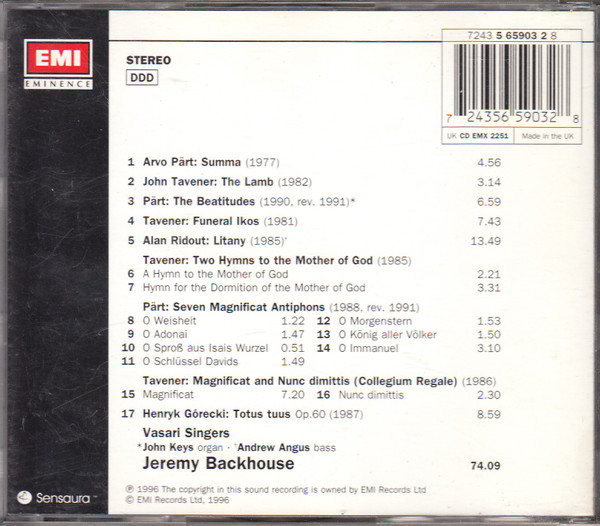 EMI
EMINENCE
STEREO
DDD
7243 5 65903 2 8
7 24356 59032 8
UK CD EMX 2251 Made in the UK
1 Arvo Pärt: Summa (1977) 4.56
2 John Tavener: The Lamb (1982) 3.14
3 Pärt: The Beatitudes (1990, rev. 1991)* 6.59
4 Tavener: Funeral Ikos (1981) 7.43
5 Alan Ridout: Litany (1985)' 13.49
Tavener: Two Hymns to the Mother of God (1985)
6 A Hymn to the Mother of God 2.21
7 Hymn for the Dormition of the Mother of God 3.31
Pärt: Seven Magnificat Antiphons (1988, rev. 1991)
8 O Weisheit 1.22 12 O Morgenstern 1.53
9 O Adonai 1.47 13 O König aller Völker 1.50
10 O Sproß aus Isais Wurzel 0.51 14 O Immanuel 3.10
11 O Schlüssel Davids 1.49
Tavener: Magnificat and Nunc dimittis (Collegium Regale) (1986)
15 Magnificat 7.20 16 Nunc dimittis 2.30
17 Henryk Górecki: Totus tuus Op.60 (1987) 8.59
Vasari Singers
*John Keys organ · 'Andrew Angus bass
Jeremy Backhouse 74.09
℗ 1996 The copyright in this sound recording is owned by EMI Records Ltd
© EMI Records Ltd, 1996
Sensaura™